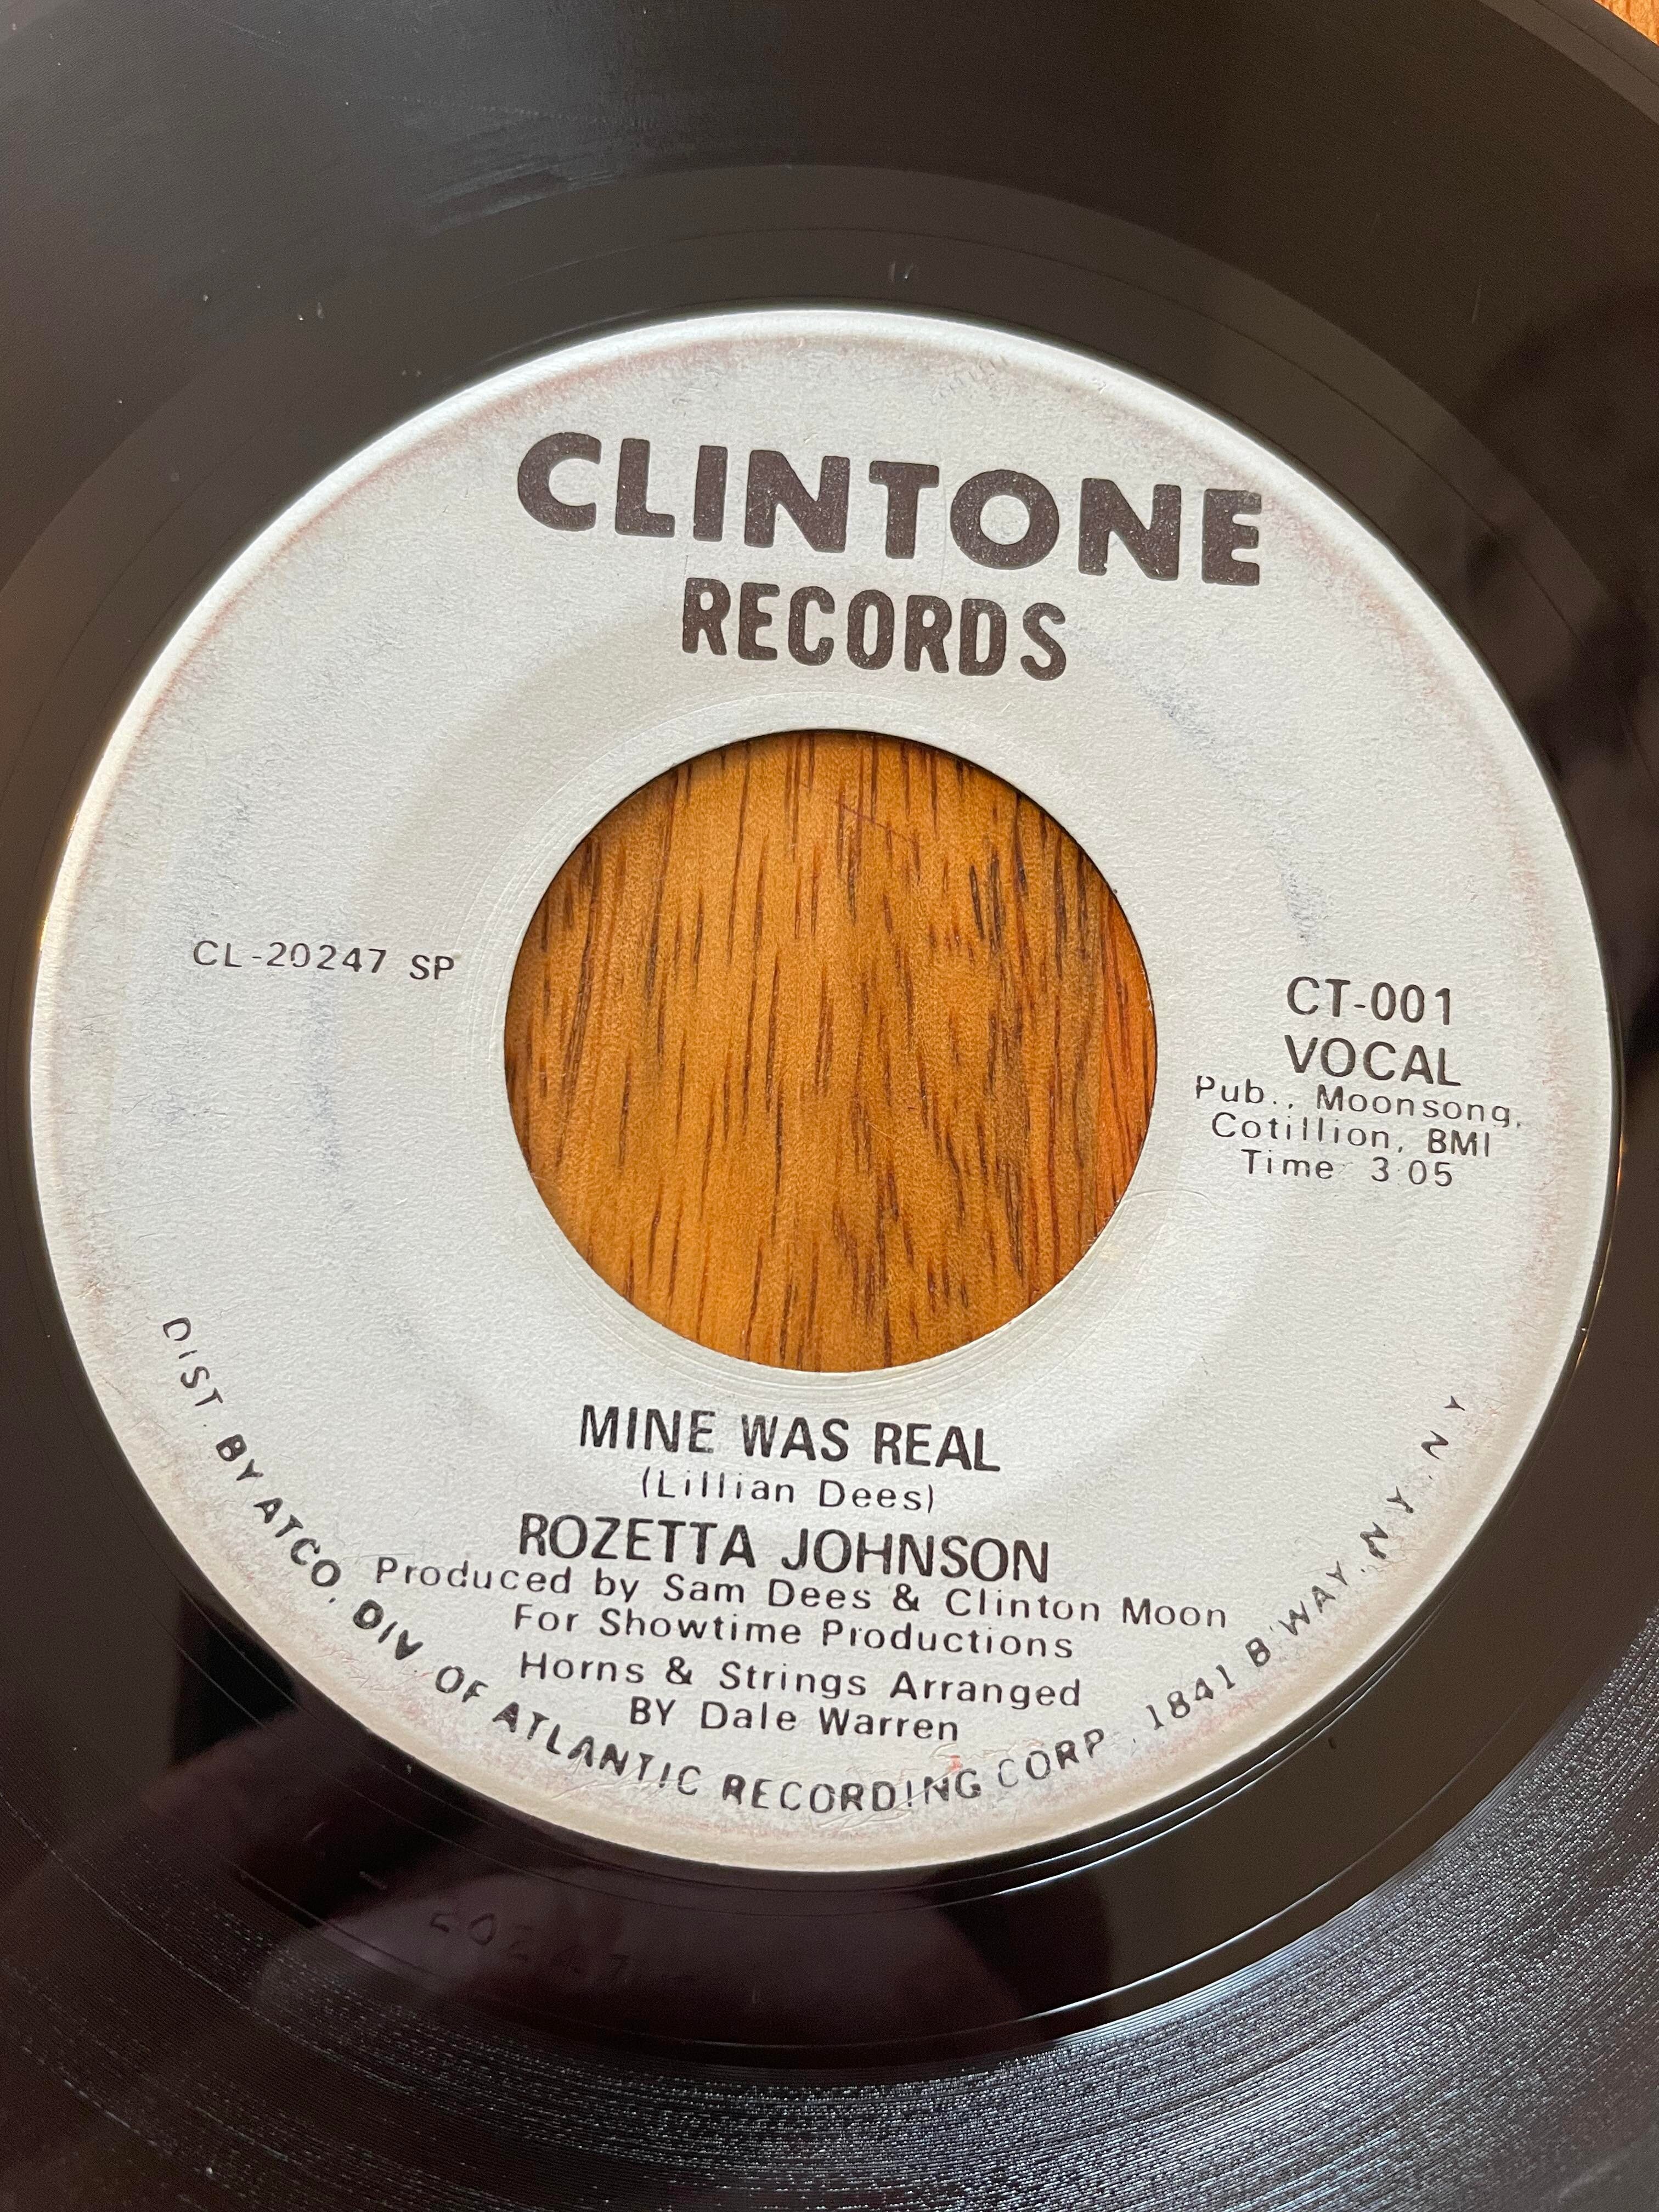 CLINTONE
RECORDS
CL-20247 SP
CT-001
VOCAL
Pub., Moonsong,
Cotillion, BMI
Time 3:05
MINE WAS REAL
(Lillian Dees)
ROZETTA JOHNSON
Produced by Sam Dees & Clinton Moon
For Showtime Productions
Horns & Strings Arranged
BY Dale Warren
DIST. BY ATCO, DIV. OF ATLANTIC RECORDING CORP., 1841 B'WAY, N.Y., N.Y.
20247